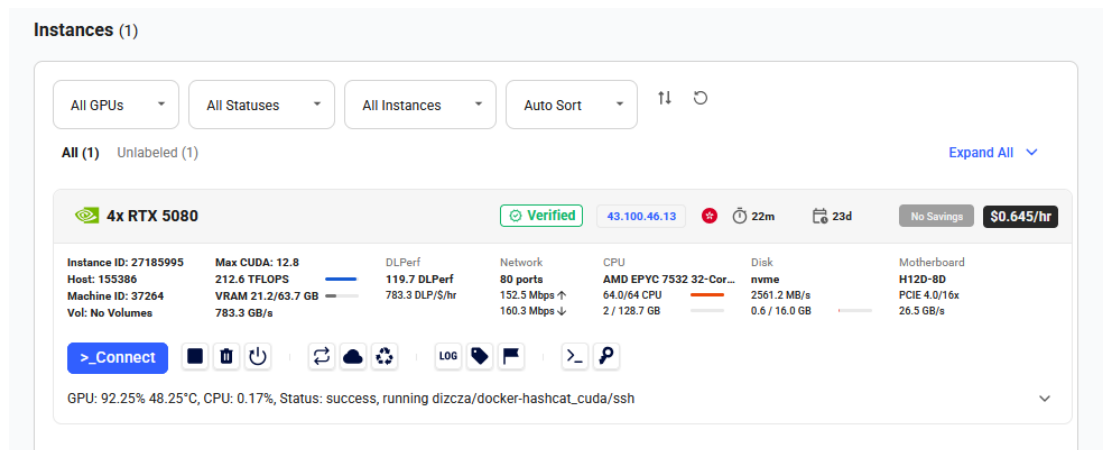 Instances (1)
All GPUs
All Statuses
All Instances
Auto Sort
All (1) Unlabeled (1)
Expand All
4x RTX 5080
Verified
43.100.46.13
22m
23d
No Savings
$0.645/hr
Instance ID: 27185995
Host: 155386
Machine ID: 37264
Vol: No Volumes
Max CUDA: 12.8
212.6 TFLOPS
VRAM 21.2/63.7 GB
783.3 GB/s
DLPerf
119.7 DLPerf
783.3 DLP/$/hr
Network
80 ports
152.5 Mbps ↑
160.3 Mbps ↓
CPU
AMD EPYC 7532 32-Cor...
64.0/64 CPU
2 / 128.7 GB
Disk
nvme
2561.2 MB/s
0.6 / 16.0 GB
Motherboard
H12D-8D
PCIE 4.0/16x
26.5 GB/s
>_Connect
LOG
GPU: 92.25% 48.25°C, CPU: 0.17%, Status: success, running dizcza/docker-hashcat_cuda/ssh